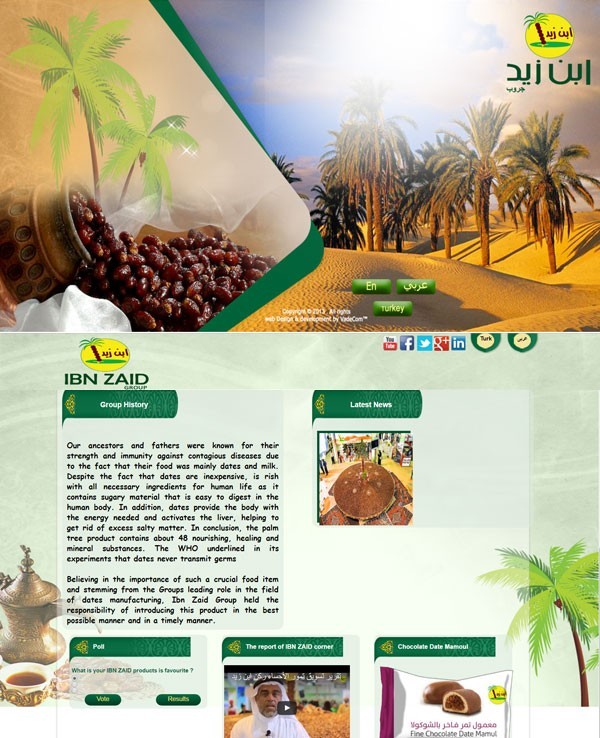 ابن زيد
ابن زيد
جروب
En
عربي
Turkey
Copyright © 2013 , All rights
Web Design & development by VadeCom™
ابن زيد
IBN ZAID
GROUP
You
Tube
Turk
عربي
Group History
Latest News
Our ancestors and fathers were known for their
strength and immunity against contagious diseases due
to the fact that their food was mainly dates and milk.
Despite the fact that dates are inexpensive, is rish
with all necessary ingredients for human life as it
contains sugary material that is easy to digest in the
human body. In addition, dates provide the body with
the energy needed and activates the liver, helping to
get rid of excess salty matter. In conclusion, the palm
tree product contains about 48 nourishing, healing and
mineral substances. The WHO underlined in its
experiments that dates never transmit germs
Believing in the importance of such a crucial food item
and stemming from the Groups leading role in the field
of dates manufacturing, Ibn Zaid Group held the
responsibility of introducing this product in the best
possible manner and in a timely manner.
Poll
The report of IBN ZAID corner
Chocolate Date Mamoul
What is your IBN ZAID products is favourite ?
Vote
Results
تقرير تسويق تمور الأحساء ركن ابن زيد
معمول تمر فاخر بالشوكولا
Fine Chocolate Date Mamul